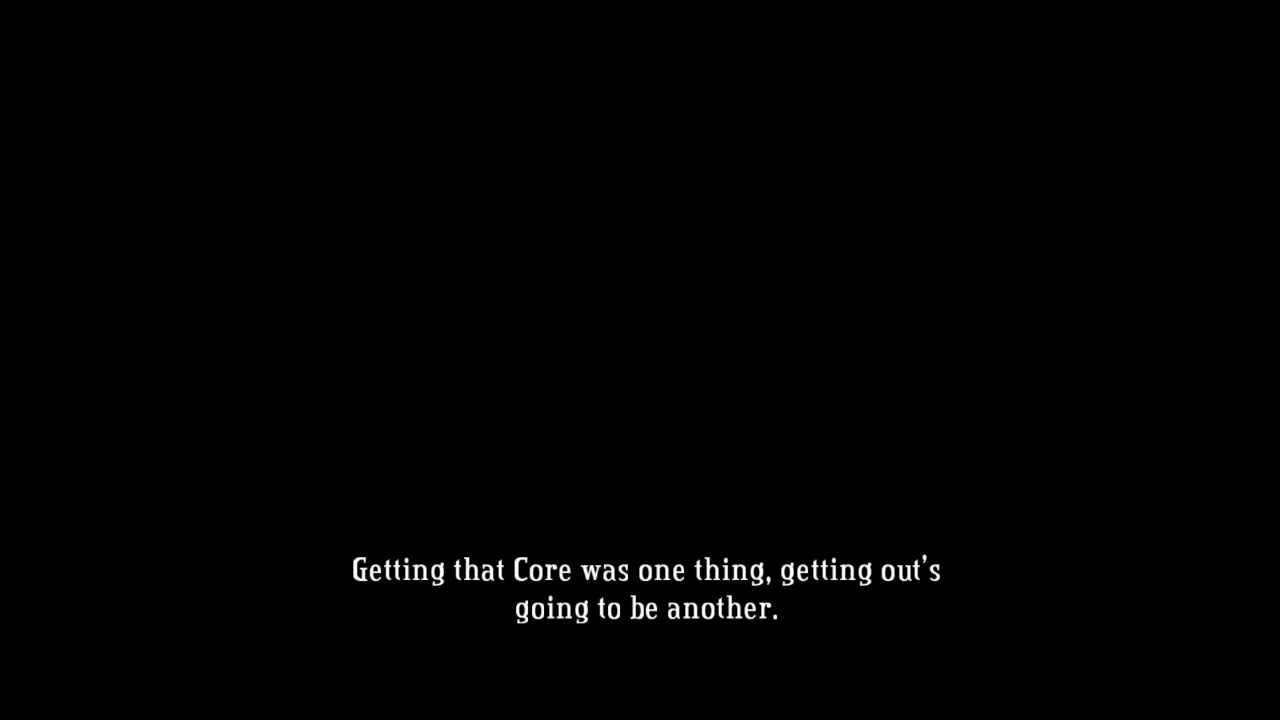 Getting that Core was one thing, getting out's
going to be another.